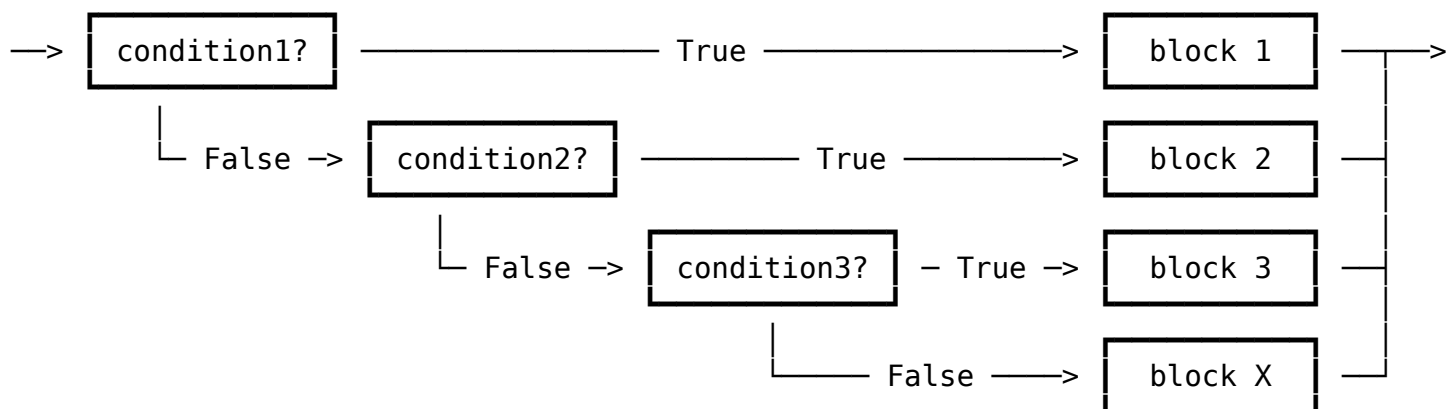 condition1? True block 1
False condition2? True block 2
False condition3? True block 3
False block X